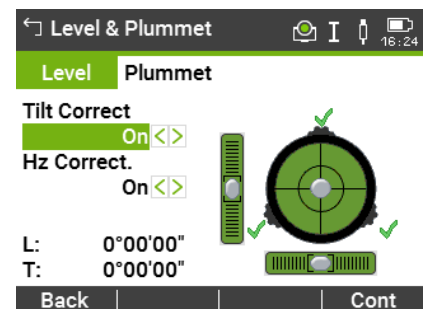 Level & Plummet
I
16:24
Level Plummet
Tilt Correct
On
Hz Correct.
On
L: 0°00'00"
T: 0°00'00"
Back Cont